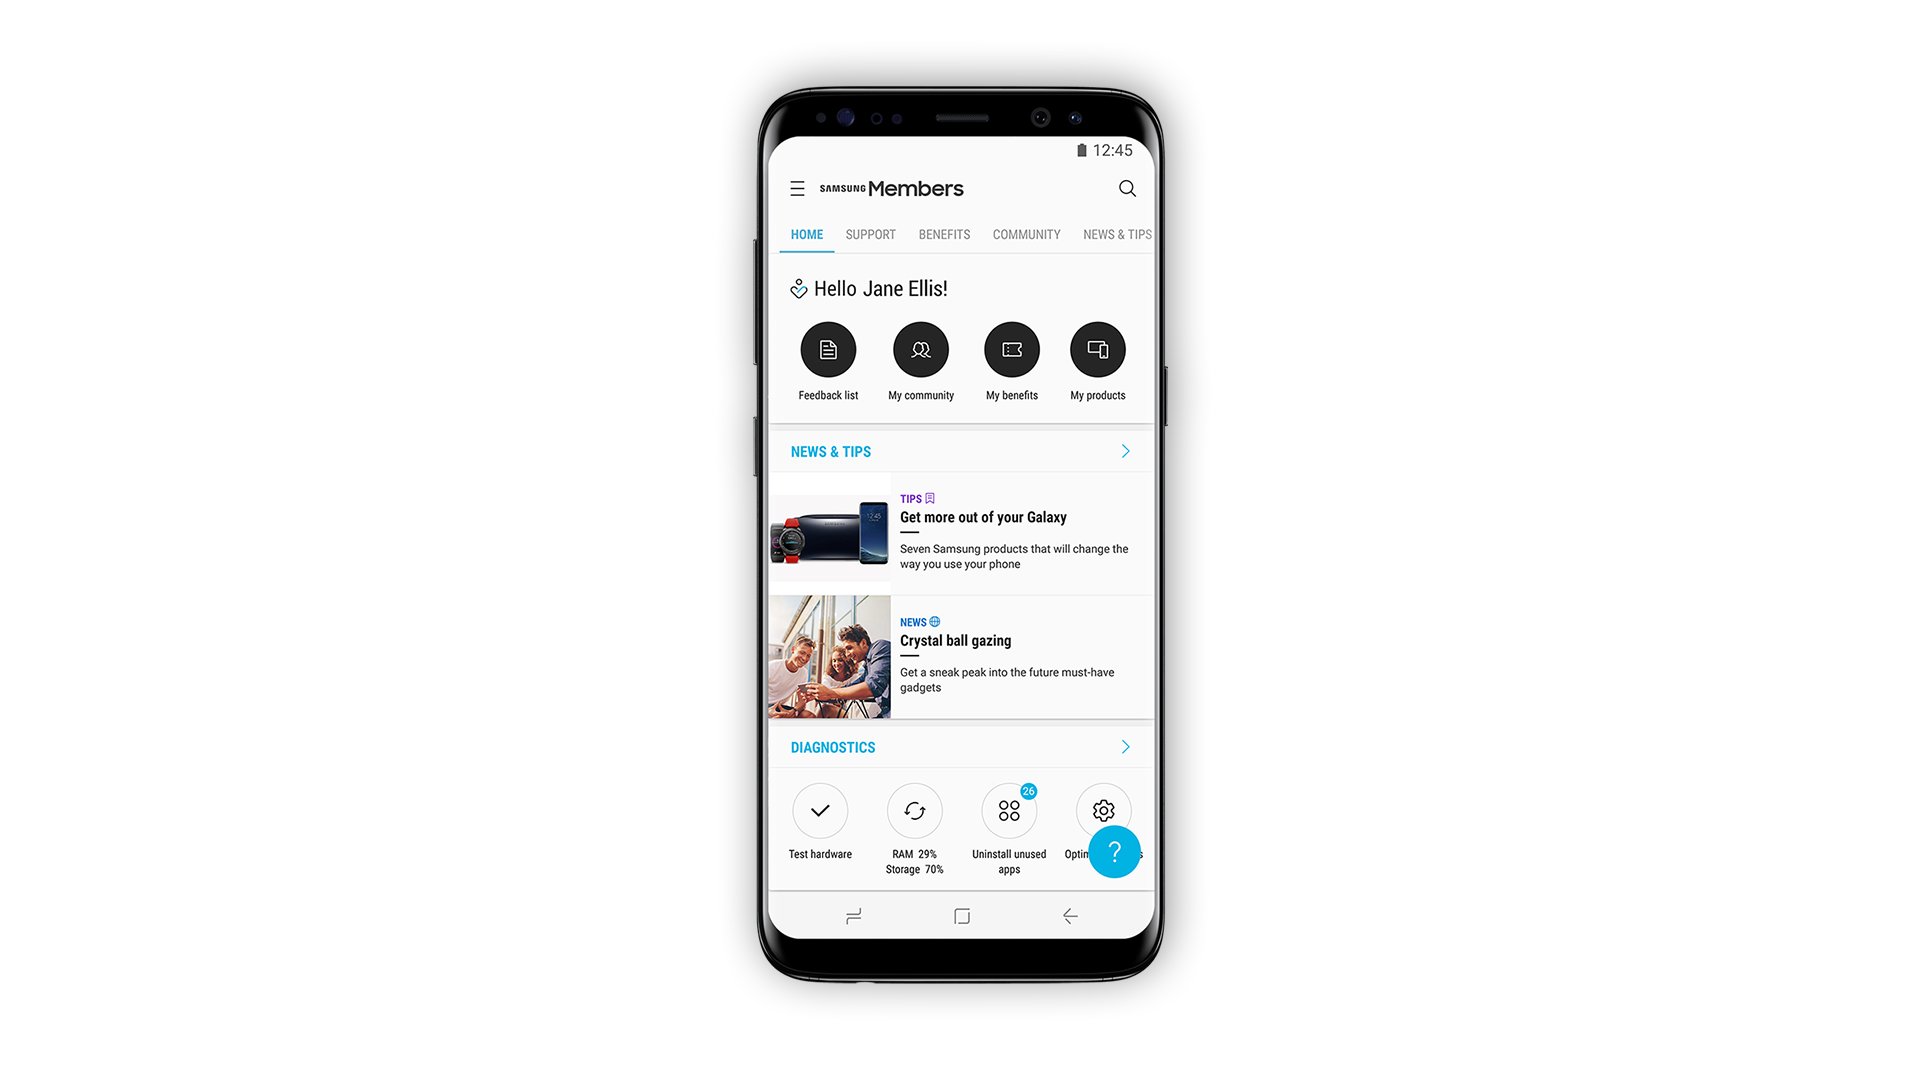 12:45
SAMSUNG Members
HOME SUPPORT BENEFITS COMMUNITY NEWS & TIPS
Hello Jane Ellis!
Feedback list My community My benefits My products
NEWS & TIPS
TIPS
Get more out of your Galaxy
Seven Samsung products that will change the
way you use your phone
12:45
NEWS
Crystal ball gazing
Get a sneak peak into the future must-have
gadgets
DIAGNOSTICS
26
Test hardware RAM 29% Uninstall unused
Storage 70% apps
?